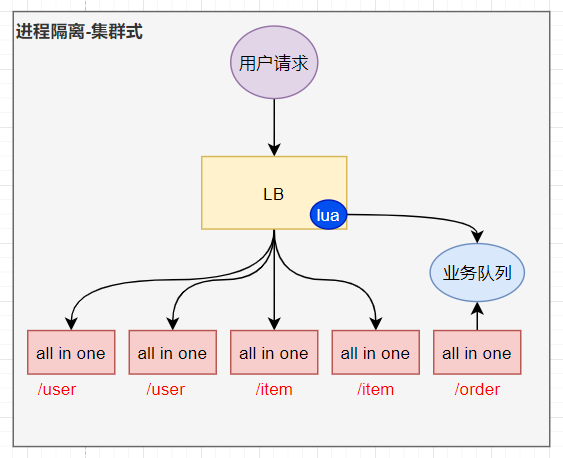 进程隔离-集群式
用户请求
LB
lua
业务队列
all in one
all in one
all in one
all in one
all in one
/user
/user
/item
/item
/order